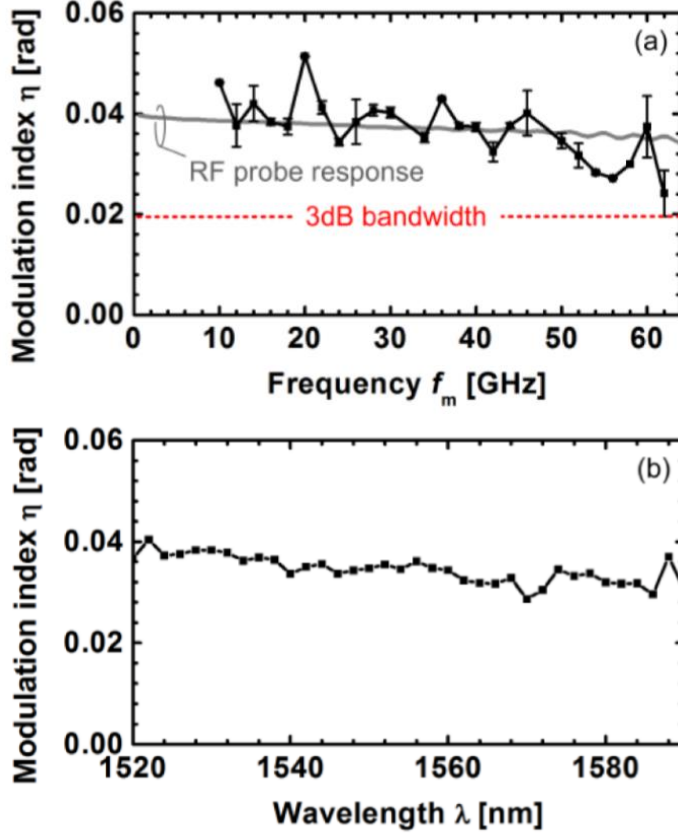 (a)
Modulation index η [rad]
0.06
0.04
0.02
0.00
RF probe response
3dB bandwidth
0 10 20 30 40 50 60
Frequency fm [GHz]
(b)
Modulation index η [rad]
0.06
0.04
0.02
0.00
1520 1540 1560 1580
Wavelength λ [nm]